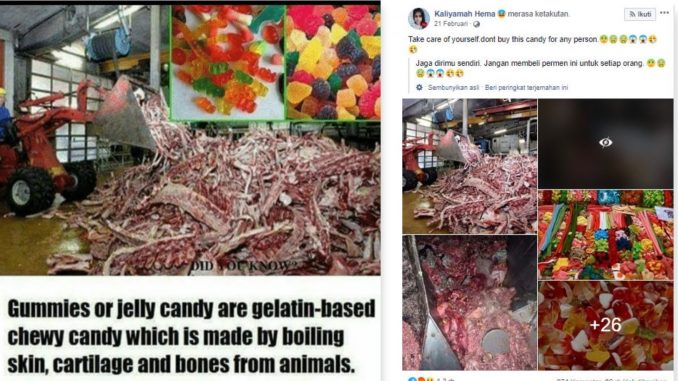 DID YOU KNOW?
Gummies or jelly candy are gelatin-based
chewy candy which is made by boiling
skin, cartilage and bones from animals.
Kaliyamah Hema merasa ketakutan.
21 Februari
Ikuti
Take care of yourself.dont buy this candy for any person.
Jaga dirimu sendiri. Jangan membeli permen ini untuk setiap orang.
Sembunyikan asli · Beri peringkat terjemahan ini
+26